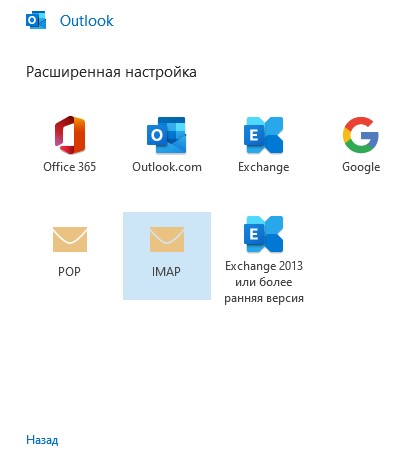 Outlook
Расширенная настройка
Office 365
Outlook.com
Exchange
Google
POP
IMAP
Exchange 2013
или более
ранняя версия
Назад